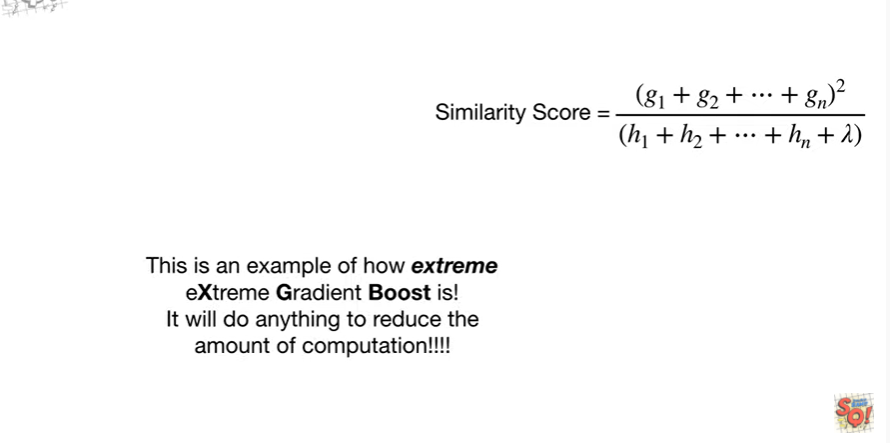 Similarity Score = (g₁ + g₂ + ⋯ + gₙ)² / (h₁ + h₂ + ⋯ + hₙ + λ)
This is an example of how extreme
eXtreme Gradient Boost is!
It will do anything to reduce the
amount of computation!!!!
SQ!